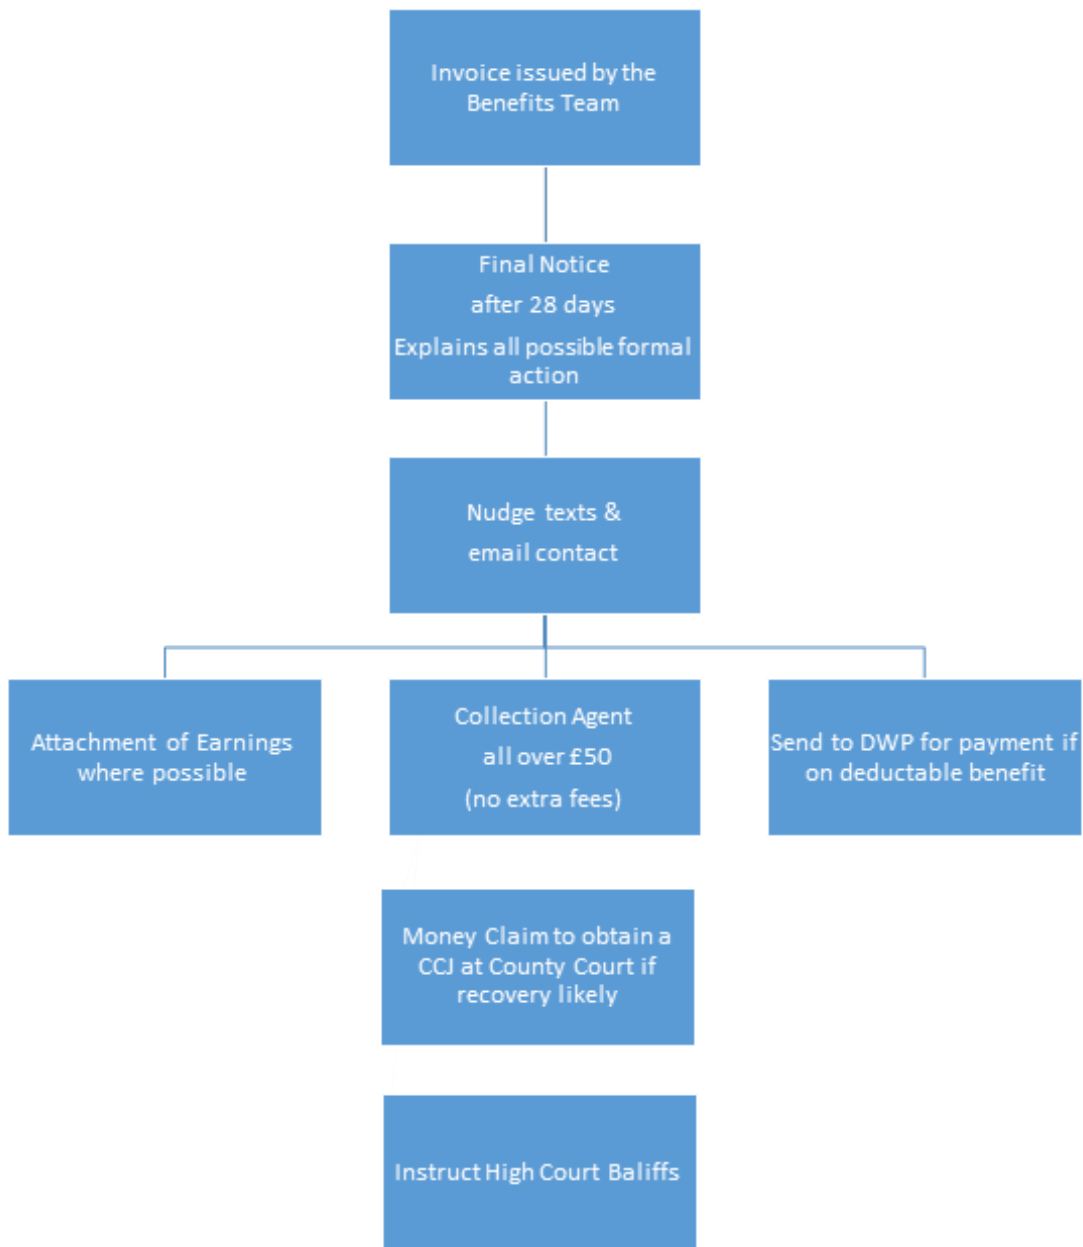 Invoice issued by the
Benefits Team
Final Notice
after 28 days
Explains all possible formal
action
Nudge texts &
email contact
Attachment of Earnings
where possible
Collection Agent
all over £50
(no extra fees)
Send to DWP for payment if
on deductable benefit
Money Claim to obtain a
CCJ at County Court if
recovery likely
Instruct High Court Baliffs